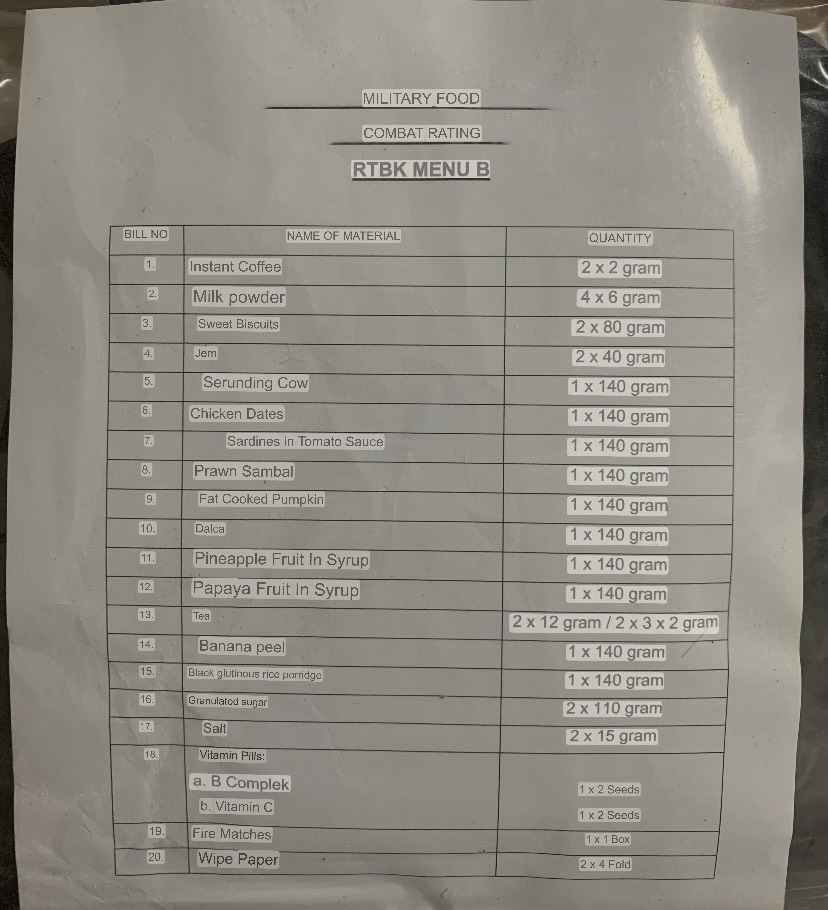 MILITARY FOOD
COMBAT RATING
RTBK MENU B
BILL NO NAME OF MATERIAL QUANTITY
1. Instant Coffee 2 x 2 gram
2. Milk powder 4 x 6 gram
3. Sweet Biscuits 2 x 80 gram
4. Jem 2 x 40 gram
5. Serunding Cow 1 x 140 gram
6. Chicken Dates 1 x 140 gram
7. Sardines in Tomato Sauce 1 x 140 gram
8. Prawn Sambal 1 x 140 gram
9. Fat Cooked Pumpkin 1 x 140 gram
10. Dalca 1 x 140 gram
11. Pineapple Fruit In Syrup 1 x 140 gram
12. Papaya Fruit In Syrup 1 x 140 gram
13. Tea 2 x 12 gram / 2 x 3 x 2 gram
14. Banana peel 1 x 140 gram
15. Black glutinous rice porridge 1 x 140 gram
16. Granulated sugar 2 x 110 gram
17. Salt 2 x 15 gram
18. Vitamin Pills:
a. B Complek 1 x 2 Seeds
b. Vitamin C 1 x 2 Seeds
19. Fire Matches 1 x 1 Box
20. Wipe Paper 2 x 4 Fold